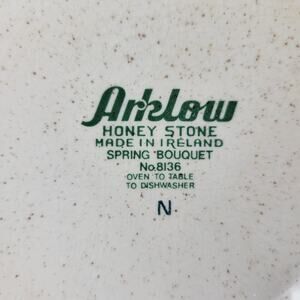 Arklow
HONEY STONE
MADE IN IRELAND
SPRING BOUQUET
No.8136
OVEN TO TABLE
TO DISHWASHER
N